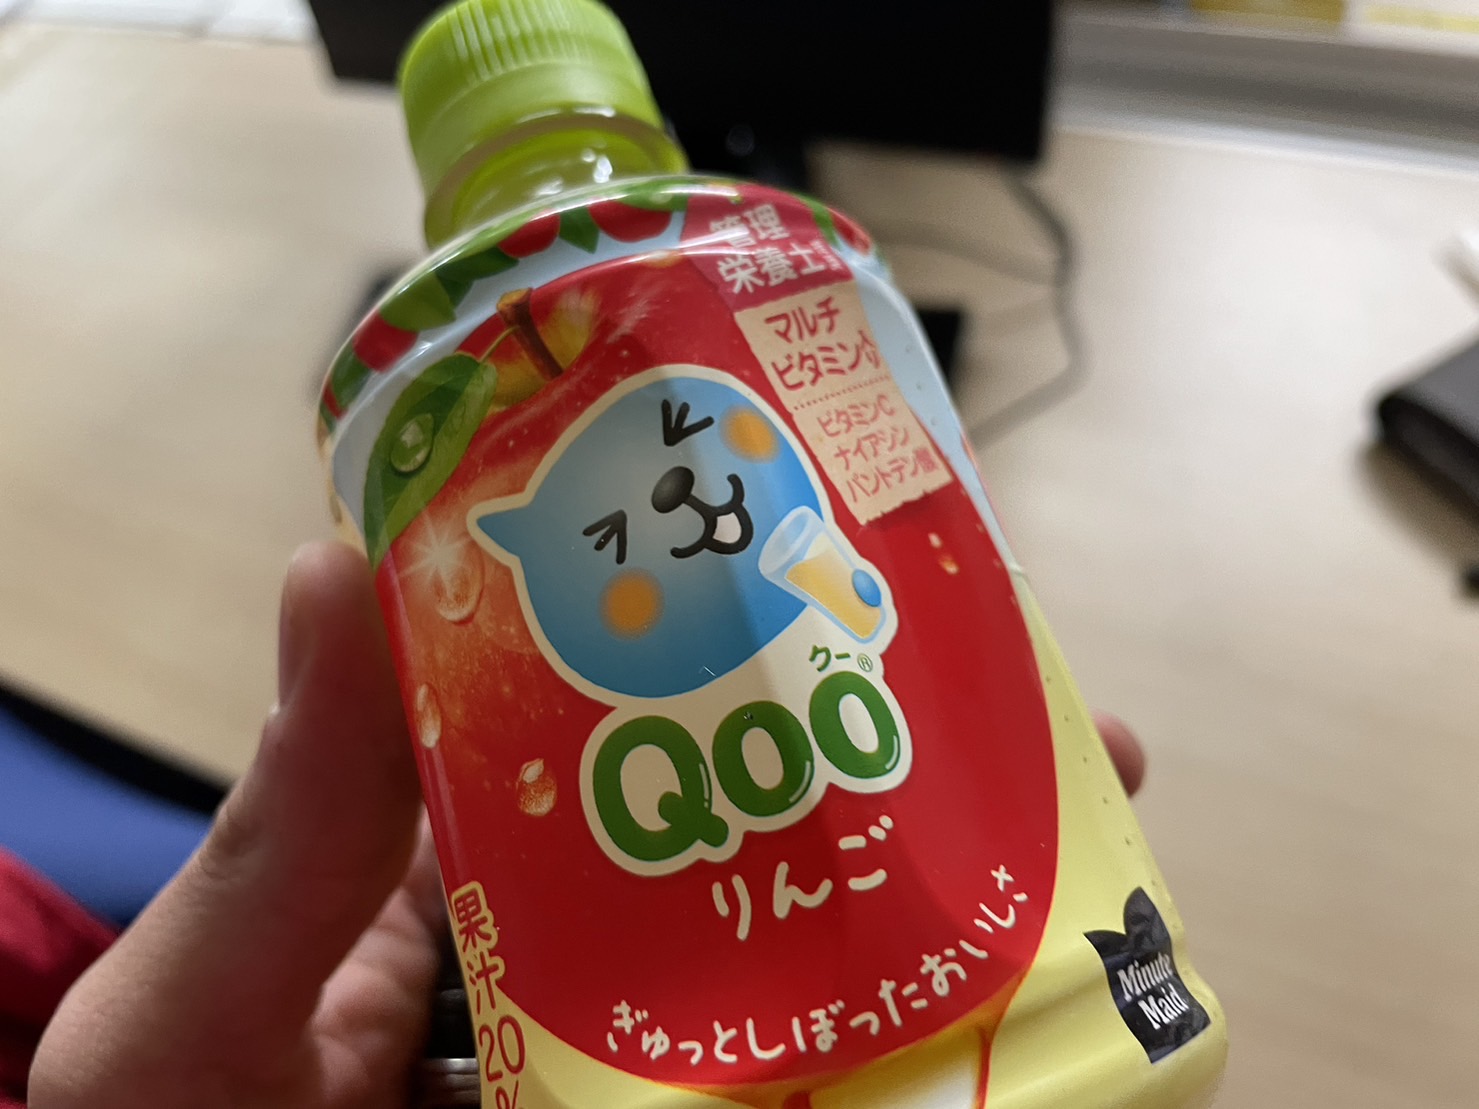 管理
栄養士
マルチ
ビタミン入り
ビタミンC
ナイアシン
パントテン酸
クー®
Qoo
りんご
ぎゅっとしぼったおいしさ
果汁20%
Minute
Maid